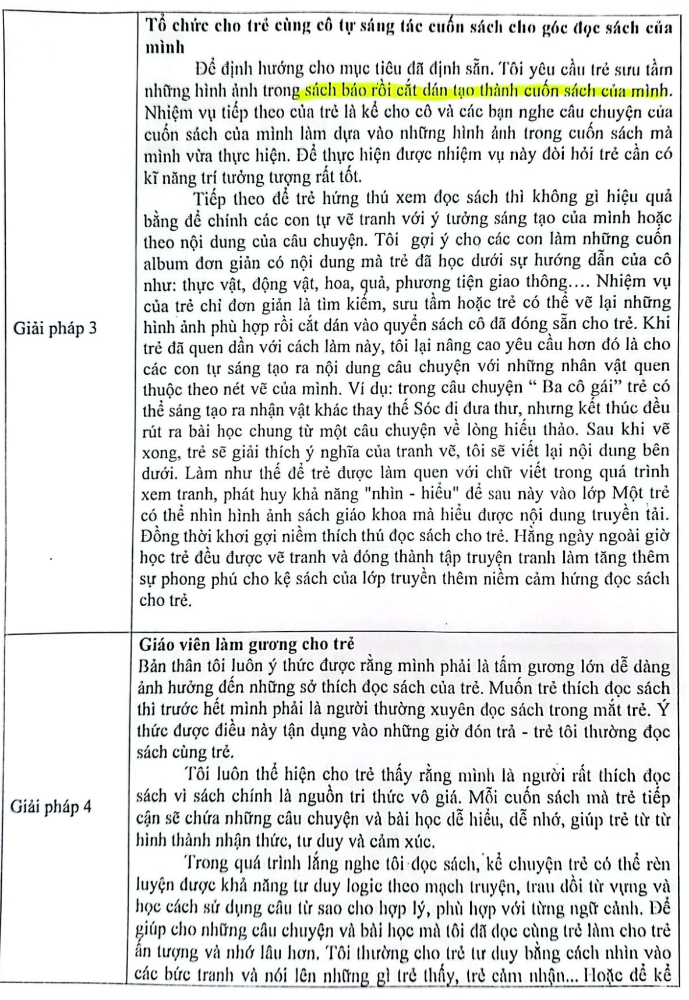 Tổ chức cho trẻ cùng cô tự sáng tác cuốn sách cho góc đọc sách của
mình
Để định hướng cho mục tiêu đã định sẵn. Tôi yêu cầu trẻ sưu tầm
những hình ảnh trong sách báo rồi cắt dán tạo thành cuốn sách của mình.
Nhiệm vụ tiếp theo của trẻ là kể cho cô và các bạn nghe câu chuyện của
cuốn sách của mình làm dựa vào những hình ảnh trong cuốn sách mà
mình vừa thực hiện. Để thực hiện được nhiệm vụ này đòi hỏi trẻ cần có
kĩ năng trí tưởng tượng rất tốt.
Tiếp theo để trẻ hứng thú xem đọc sách thì không gì hiệu quả
bằng để chính các con tự vẽ tranh với ý tưởng sáng tạo của mình hoặc
theo nội dung của câu chuyện. Tôi gợi ý cho các con làm những cuốn
album đơn giản có nội dung mà trẻ đã học dưới sự hướng dẫn của cô
như: thực vật, động vật, hoa, quả, phương tiện giao thông.... Nhiệm vụ
của trẻ chỉ đơn giản là tìm kiếm, sưu tầm hoặc trẻ có thể vẽ lại những
Giải pháp 3
hình ảnh phù hợp rồi cắt dán vào quyển sách cô đã đóng sẵn cho trẻ. Khi
trẻ đã quen dần với cách làm này, tôi lại nâng cao yêu cầu hơn đó là cho
các con tự sáng tạo ra nội dung câu chuyện với những nhân vật quen
thuộc theo nét vẽ của mình. Ví dụ: trong câu chuyện “ Ba cô gái” trẻ có
thể sáng tạo ra nhận vật khác thay thế Sóc đi đưa thư, nhưng kết thúc đều
rút ra bài học chung từ một câu chuyện về lòng hiếu thảo. Sau khi vẽ
xong, trẻ sẽ giải thích ý nghĩa của tranh vẽ, tôi sẽ viết lại nội dung bên
dưới. Làm như thế để trẻ được làm quen với chữ viết trong quá trình
xem tranh, phát huy khả năng "nhìn - hiểu" để sau này vào lớp Một trẻ
có thể nhìn hình ảnh sách giáo khoa mà hiểu được nội dung truyền tải.
Đồng thời khơi gợi niềm thích thú đọc sách cho trẻ. Hằng ngày ngoài giờ
học trẻ đều được vẽ tranh và đóng thành tập truyện tranh làm tăng thêm
sự phong phú cho kệ sách của lớp truyền thêm niềm cảm hứng đọc sách
cho trẻ.
Giáo viên làm gương cho trẻ
Bản thân tôi luôn ý thức được rằng mình phải là tấm gương lớn dễ dàng
ảnh hưởng đến những sở thích đọc sách của trẻ. Muốn trẻ thích đọc sách
thì trước hết mình phải là người thường xuyên đọc sách trong mắt trẻ. Ý
thức được điều này tận dụng vào những giờ đón trả - trẻ tôi thường đọc
sách cùng trẻ.
Tôi luôn thể hiện cho trẻ thấy rằng mình là người rất thích đọc
sách vì sách chính là nguồn tri thức vô giá. Mỗi cuốn sách mà trẻ tiếp
Giải pháp 4
cận sẽ chứa những câu chuyện và bài học dễ hiểu, dễ nhớ, giúp trẻ từ từ
hình thành nhận thức, tư duy và cảm xúc.
Trong quá trình lắng nghe tôi đọc sách, kể chuyện trẻ có thể rèn
luyện được khả năng tư duy logic theo mạch truyện, trau dồi từ vựng và
học cách sử dụng câu từ sao cho hợp lý, phù hợp với từng ngữ cảnh. Để
giúp cho những câu chuyện và bài học mà tôi đã đọc cùng trẻ làm cho trẻ
ấn tượng và nhớ lâu hơn. Tôi thường cho trẻ tư duy bằng cách nhìn vào
các bức tranh và nói lên những gì trẻ thấy, trẻ cảm nhận... Hoặc để kể